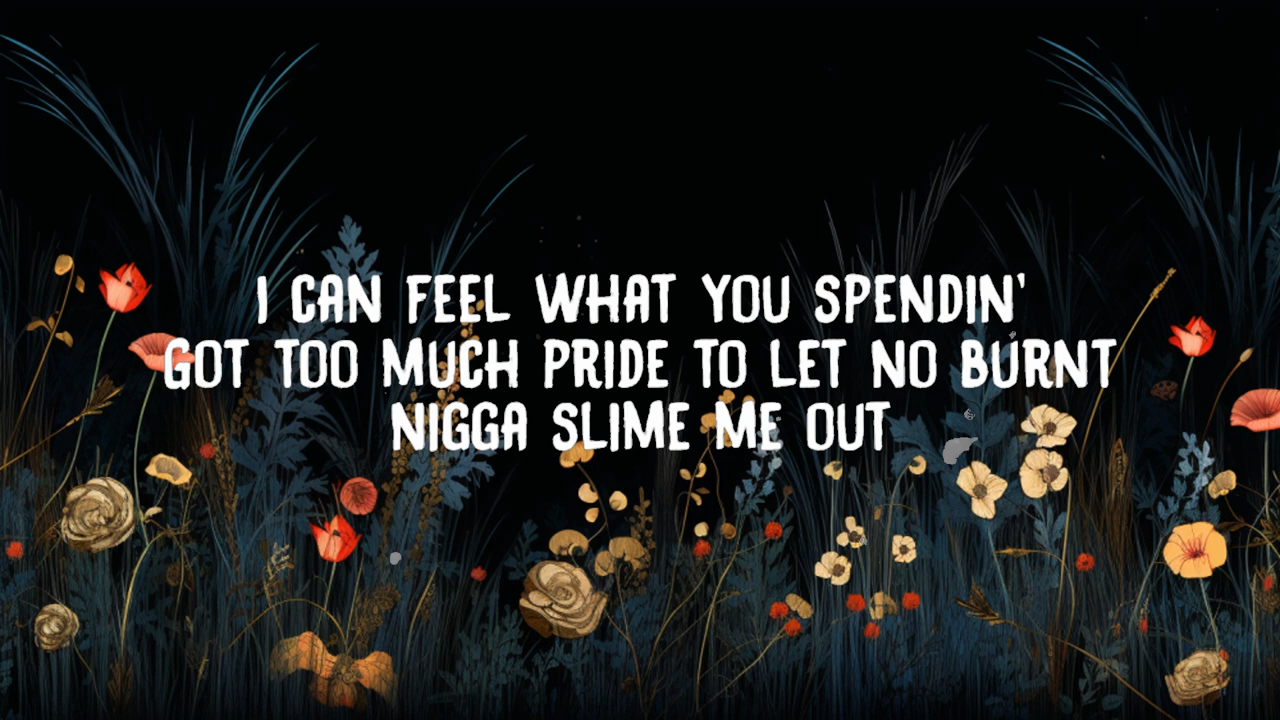 I CAN FEEL WHAT YOU SPENDIN'
GOT TOO MUCH PRIDE TO LET NO BURNT
NIGGA SLIME ME OUT